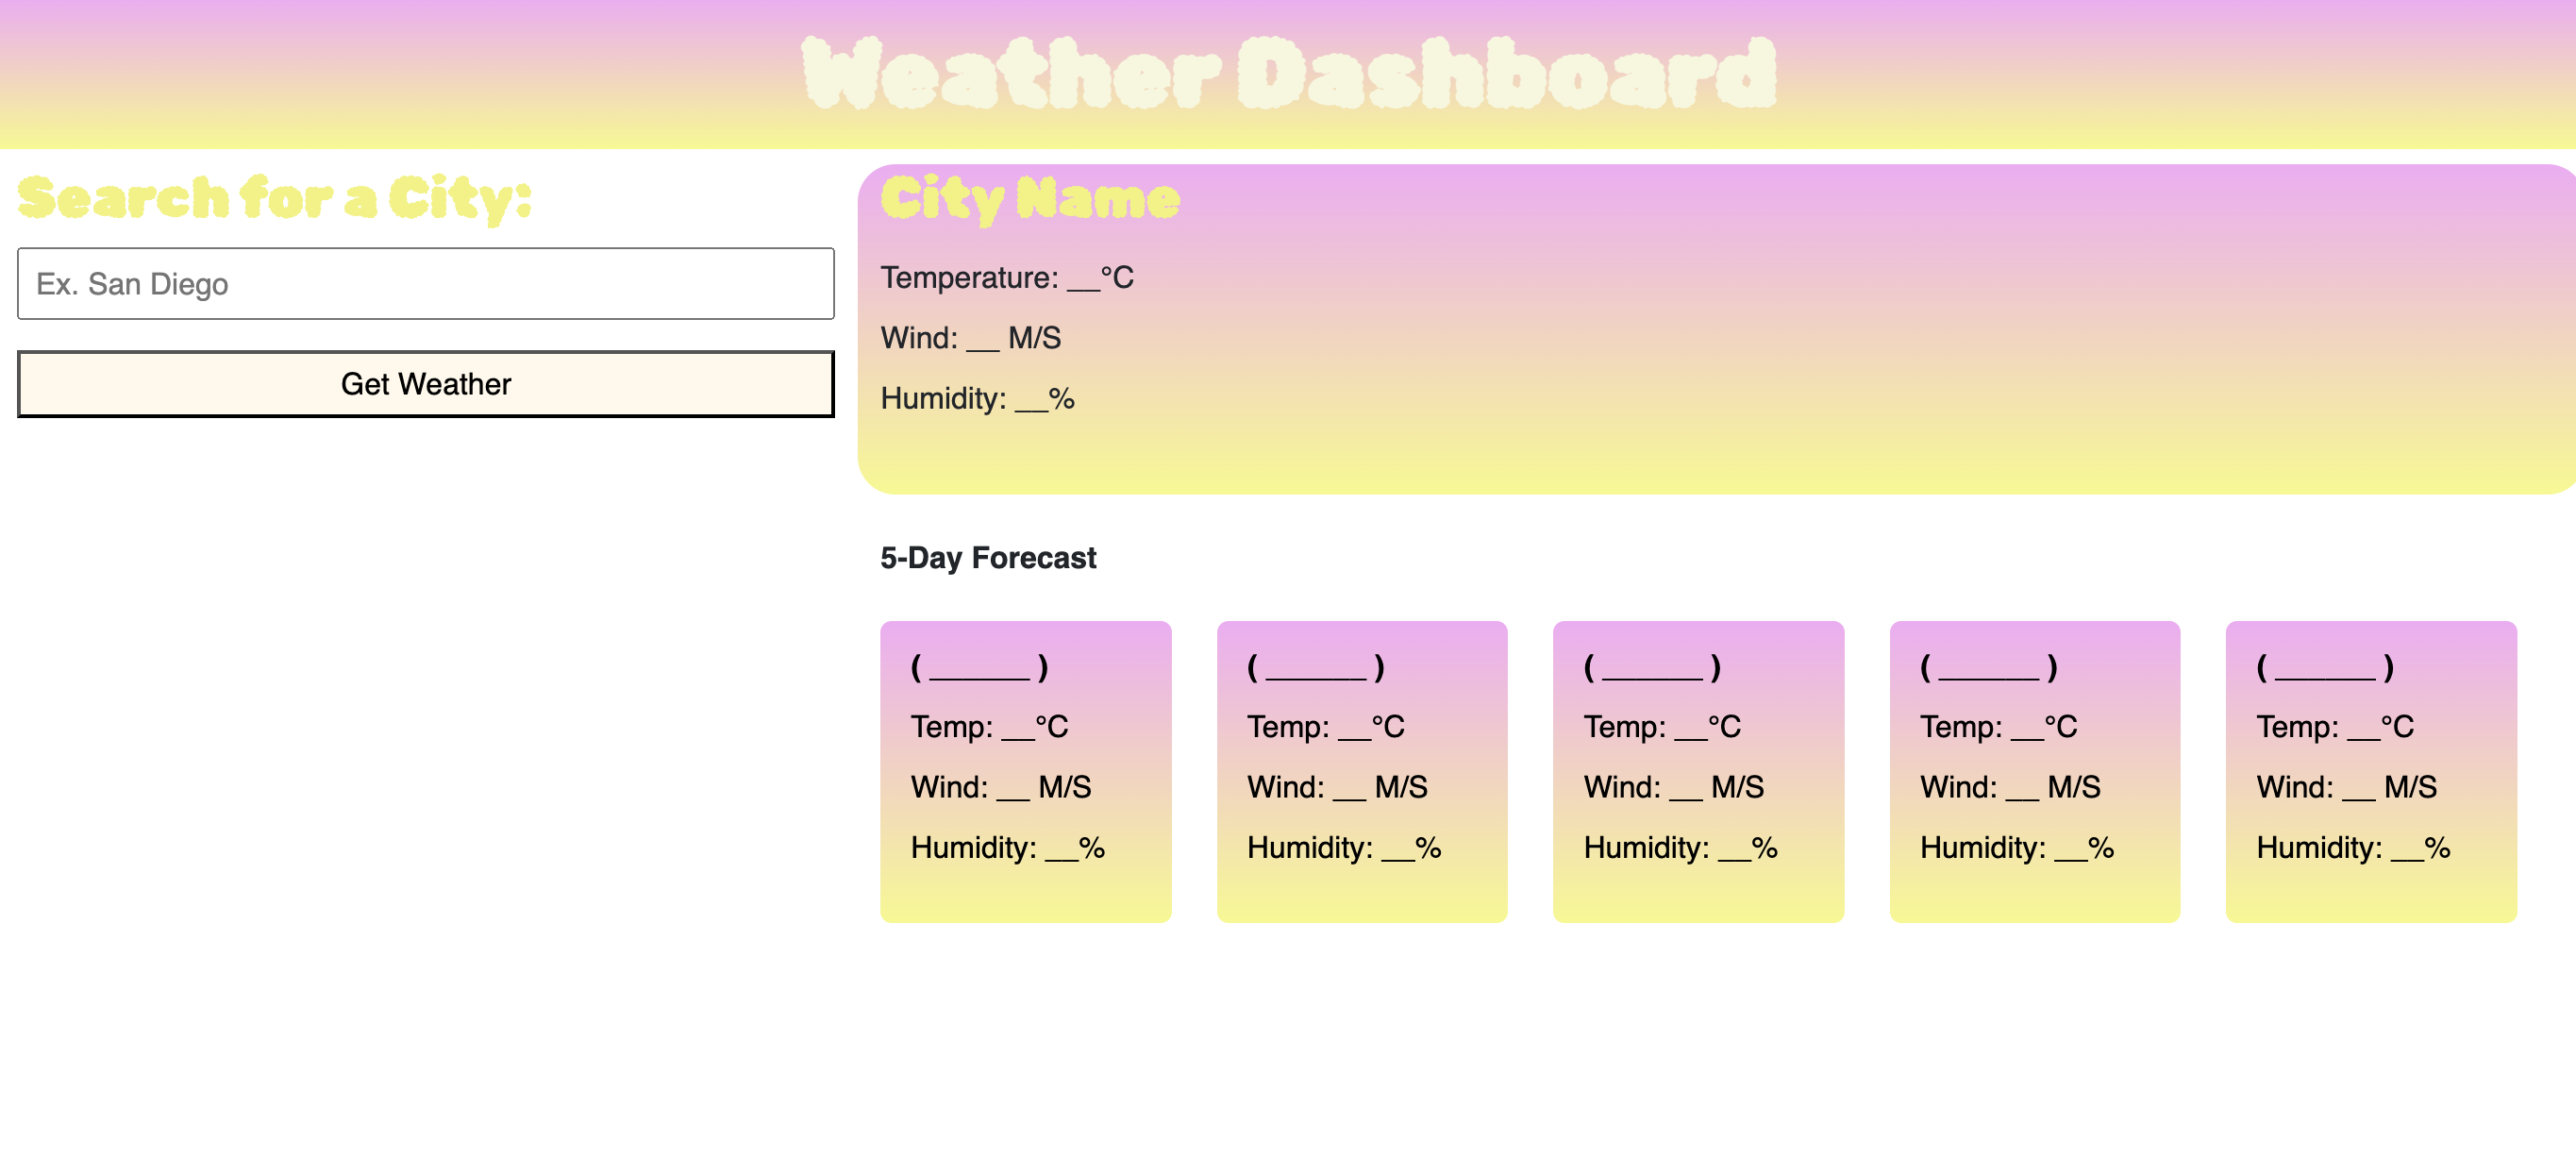 Weather Dashboard
Search for a City:
Ex. San Diego
Get Weather
City Name
Temperature: __°C
Wind: __ M/S
Humidity: __%
5-Day Forecast
( ______ )
Temp: __°C
Wind: __ M/S
Humidity: __%
( ______ )
Temp: __°C
Wind: __ M/S
Humidity: __%
( ______ )
Temp: __°C
Wind: __ M/S
Humidity: __%
( ______ )
Temp: __°C
Wind: __ M/S
Humidity: __%
( ______ )
Temp: __°C
Wind: __ M/S
Humidity: __%